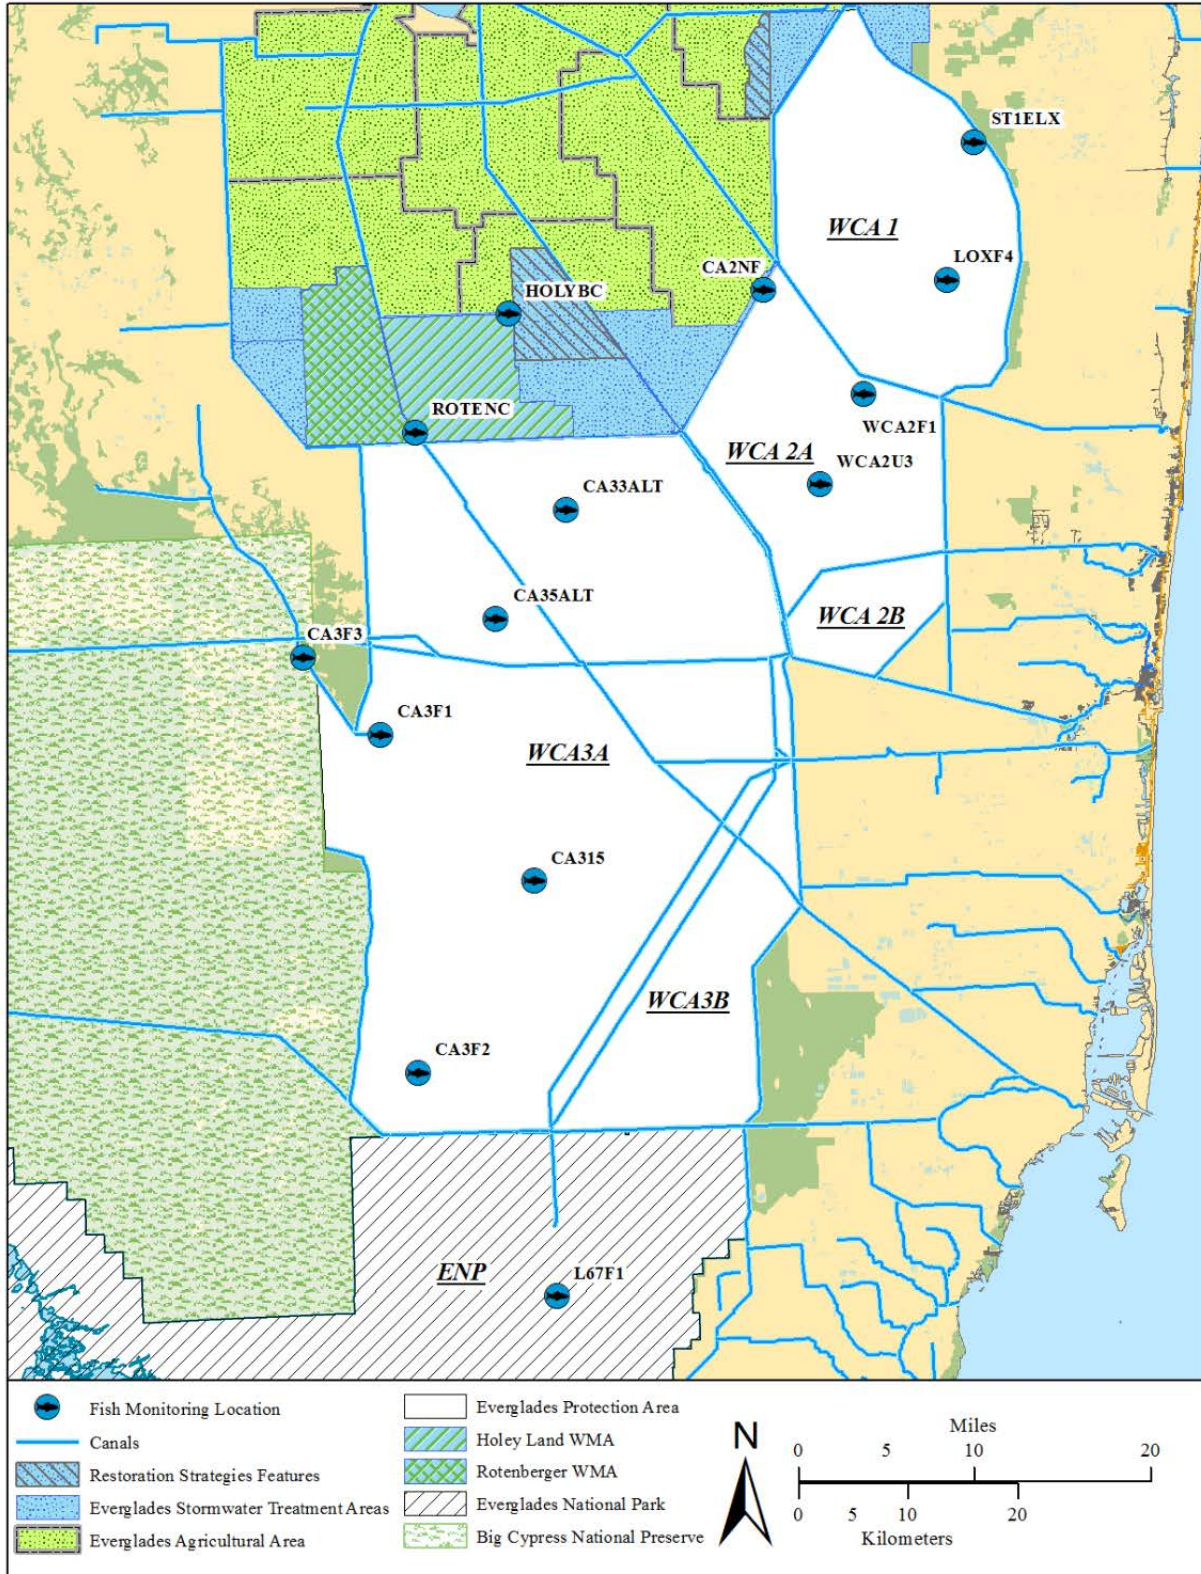 ST1ELX
WCA 1
LOXF4
CA2NF
HOLYBC
WCA2F1
ROTENC
WCA 2A
WCA2U3
CA33ALT
CA35ALT
WCA 2B
CA3F3
CA3F1
WCA3A
CA315
WCA3B
CA3F2
ENP
L67F1
Fish Monitoring Location
Canals
Restoration Strategies Features
Everglades Stormwater Treatment Areas
Everglades Agricultural Area
Everglades Protection Area
Holey Land WMA
Rotenberger WMA
Everglades National Park
Big Cypress National Preserve
N
Miles
0 5 10 20
0 5 10 20
Kilometers